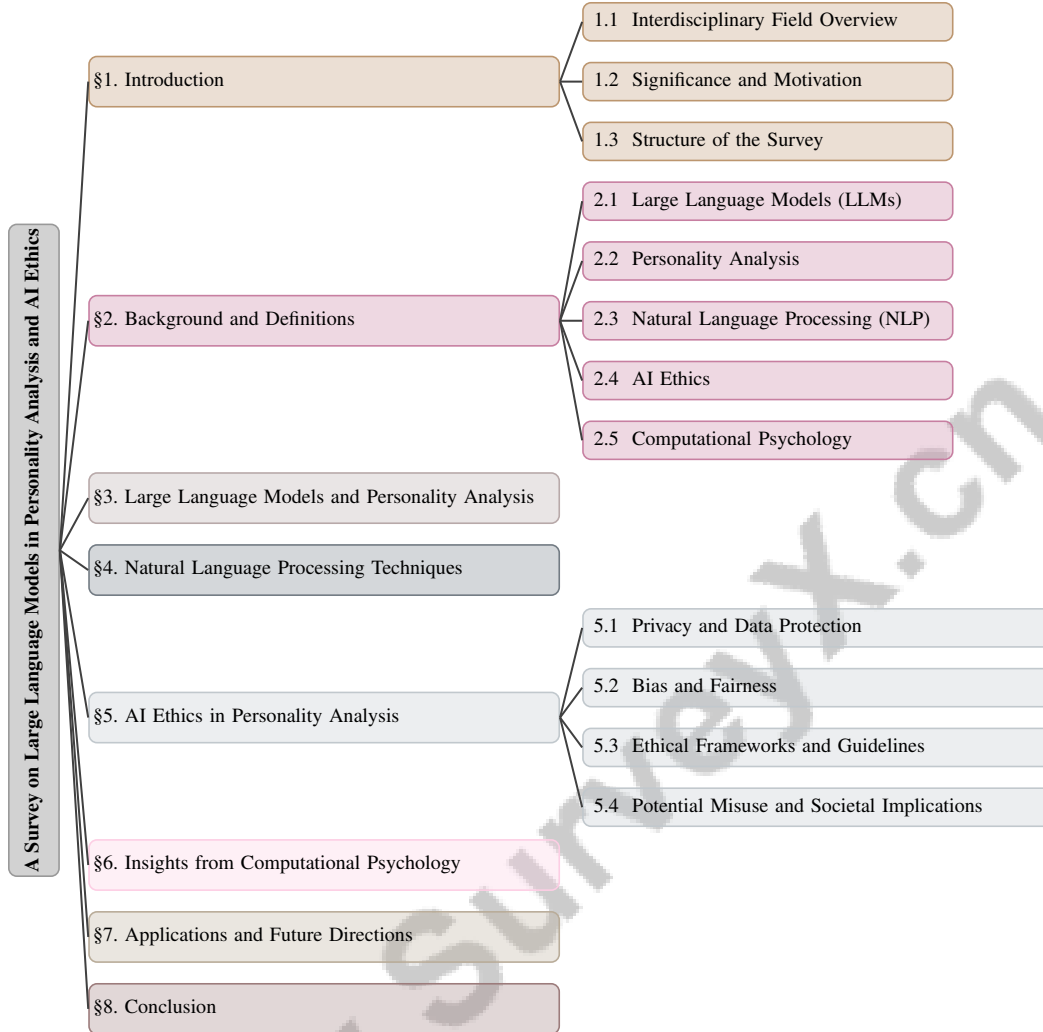 A Survey on Large Language Models in Personality Analysis and AI Ethics
§1. Introduction
1.1 Interdisciplinary Field Overview
1.2 Significance and Motivation
1.3 Structure of the Survey
§2. Background and Definitions
2.1 Large Language Models (LLMs)
2.2 Personality Analysis
2.3 Natural Language Processing (NLP)
2.4 AI Ethics
2.5 Computational Psychology
§3. Large Language Models and Personality Analysis
§4. Natural Language Processing Techniques
§5. AI Ethics in Personality Analysis
5.1 Privacy and Data Protection
5.2 Bias and Fairness
5.3 Ethical Frameworks and Guidelines
5.4 Potential Misuse and Societal Implications
§6. Insights from Computational Psychology
§7. Applications and Future Directions
§8. Conclusion
SurveyX.cn